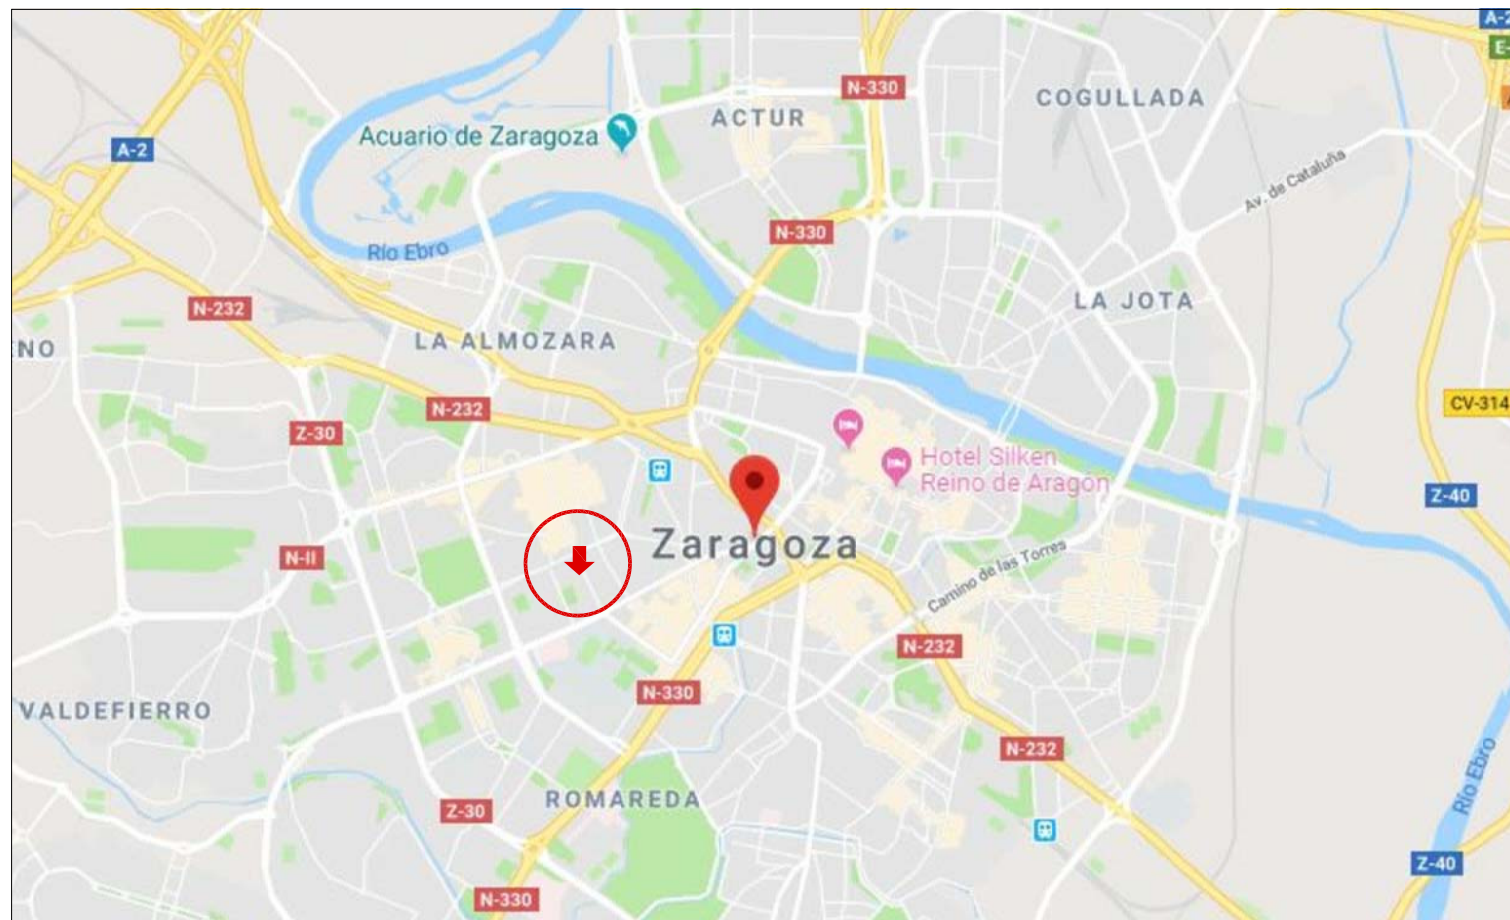 A-2
E-
N-330
COGULLADA
ACTUR
Acuario de Zaragoza
A-2
Av. de Cataluña
N-330
Río Ebro
LA JOTA
N-232
LA ALMOZARA
NO
CV-314
N-232
Z-30
Hotel Silken
Reino de Aragón
Z-40
Zaragoza
N-II
Camino de las Torres
N-232
N-330
VALDEFIERRO
N-232
Río Ebro
ROMAREDA
Z-30
Z-40
N-330